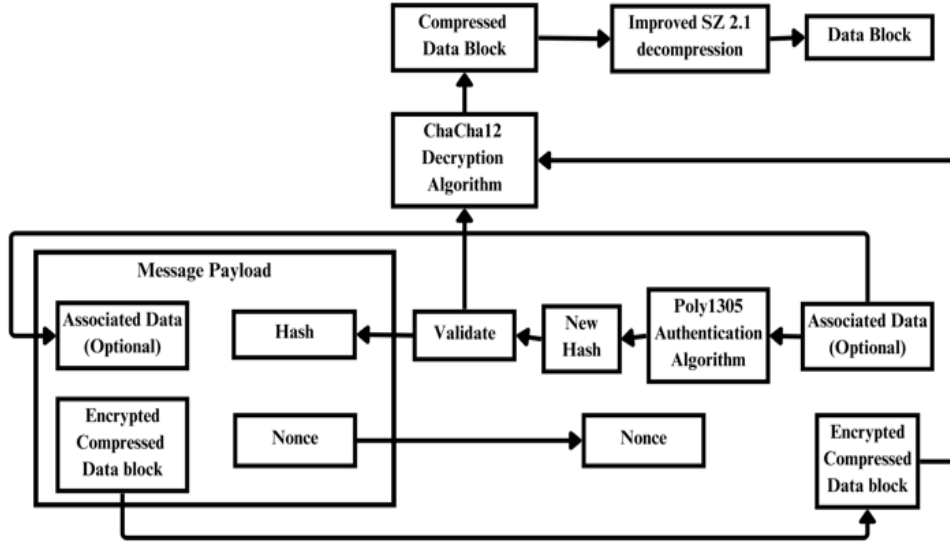 Compressed
Data Block
Improved SZ 2.1
decompression
Data Block
ChaCha12
Decryption
Algorithm
Message Payload
Associated Data
(Optional)
Hash
Validate
New
Hash
Poly1305
Authentication
Algorithm
Associated Data
(Optional)
Encrypted
Compressed
Data block
Nonce
Nonce
Encrypted
Compressed
Data block